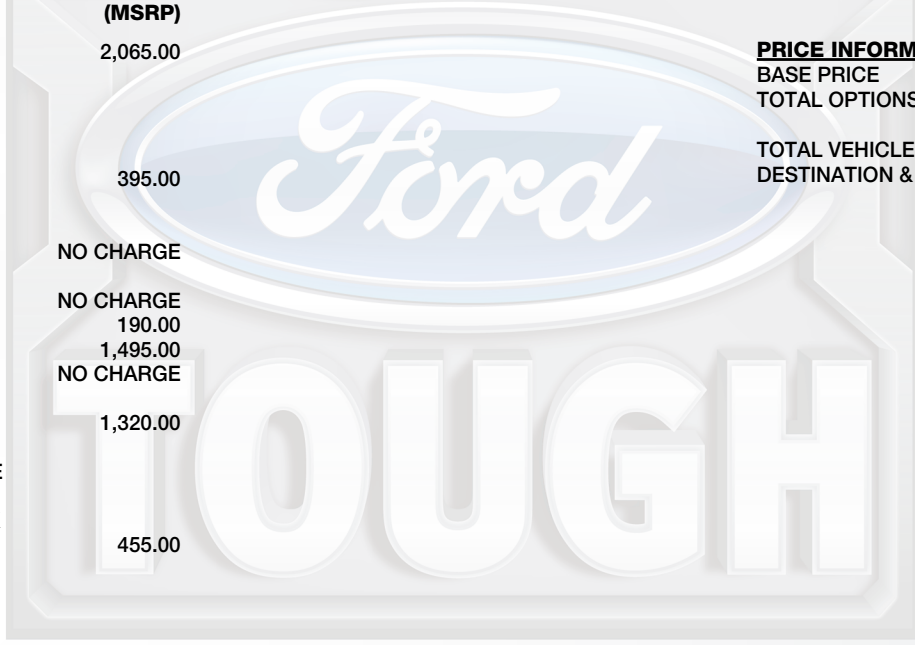 (MSRP)
2,065.00
395.00
NO CHARGE
NO CHARGE
190.00
1,495.00
NO CHARGE
1,320.00
E
455.00
PRICE INFORM
BASE PRICE
TOTAL OPTIONS
TOTAL VEHICLE
DESTINATION &
Ford
TOUGH